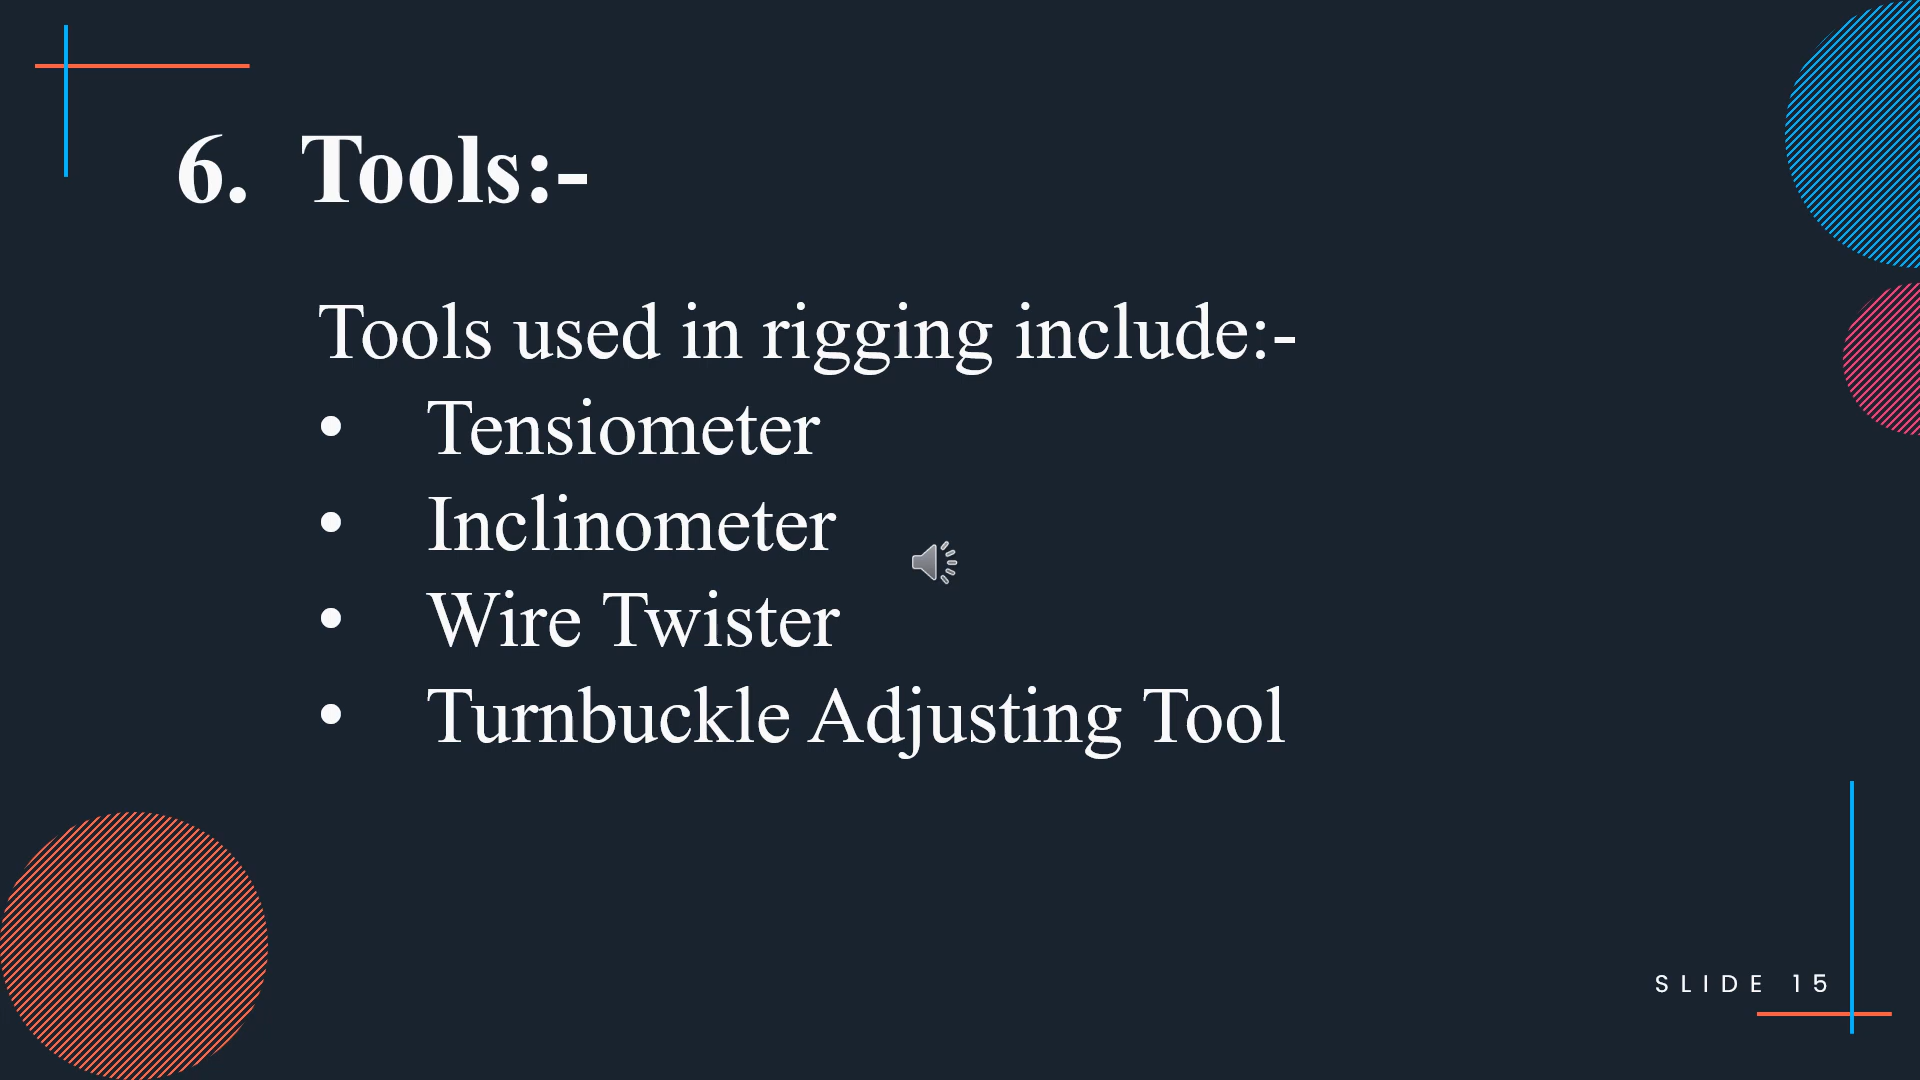 6. Tools:-
Tools used in rigging include:-
• Tensiometer
• Inclinometer
• Wire Twister
• Turnbuckle Adjusting Tool
SLIDE 15